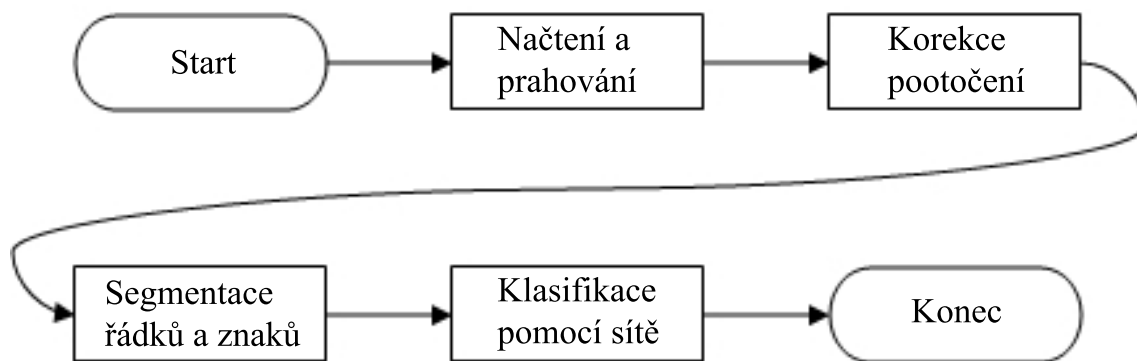 Start
Načtení a
prahování
Korekce
pootočení
Segmentace
řádků a znaků
Klasifikace
pomocí sítě
Konec